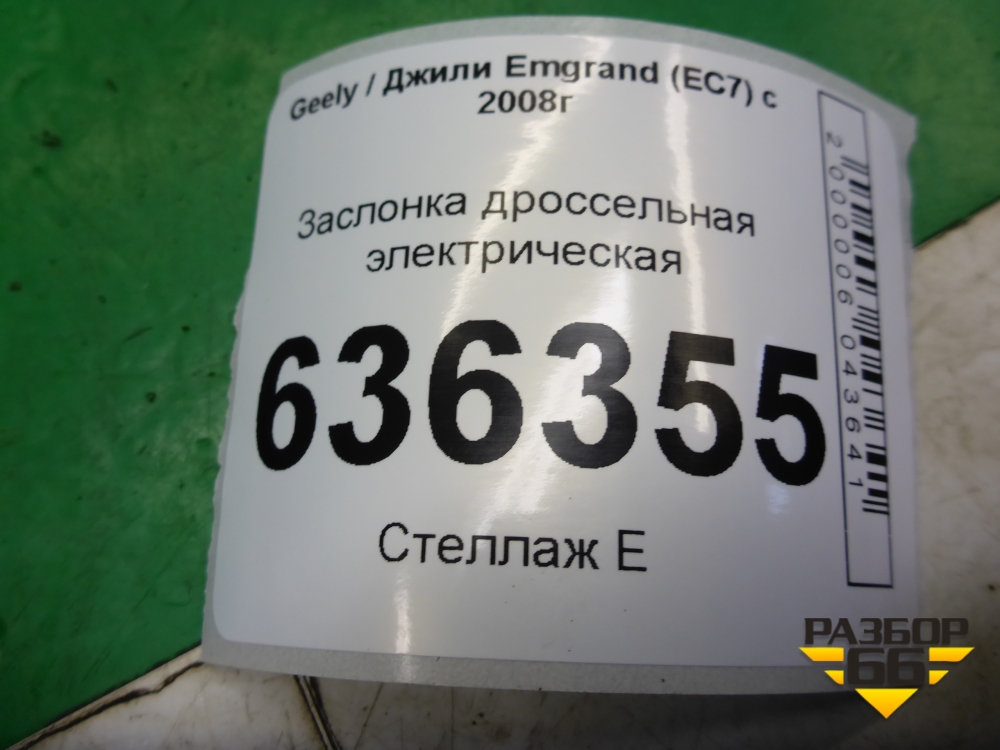 Geely / Джили Emgrand (EC7) с
2008г
Заслонка дроссельная
электрическая
636355
Стеллаж Е
2000006043641
РАЗБОР
66